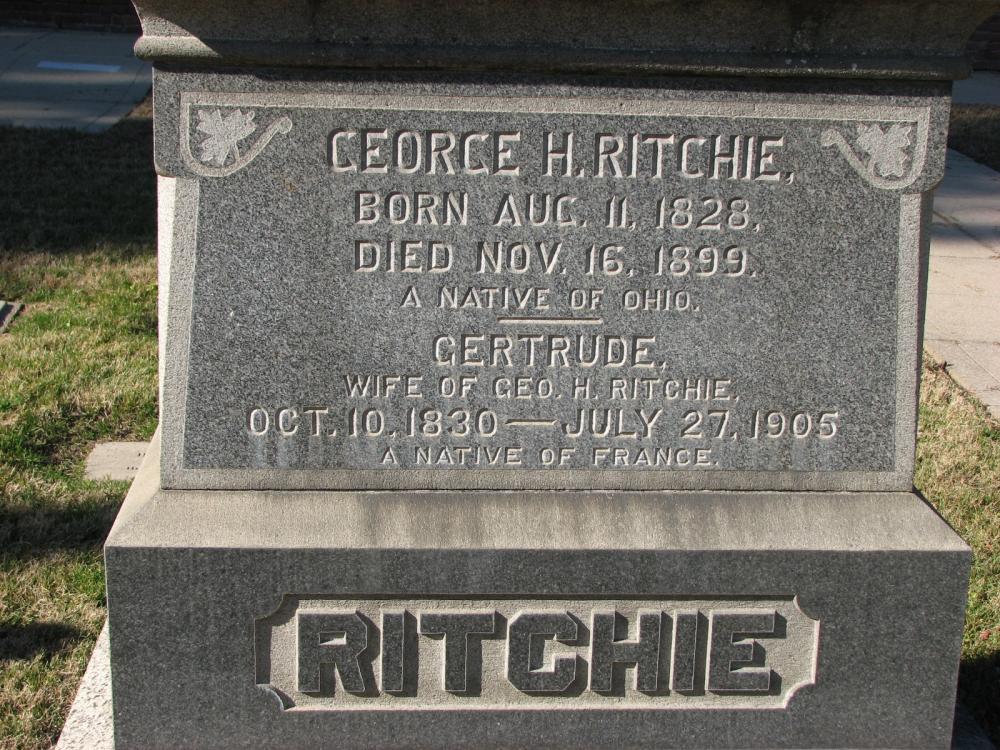 GEORGE H. RITCHIE,
BORN AUG. 11, 1828,
DIED NOV. 16, 1899.
A NATIVE OF OHIO.
GERTRUDE,
WIFE OF GEO. H. RITCHIE,
OCT. 10, 1830 — JULY 27, 1905
A NATIVE OF FRANCE.
RITCHIE